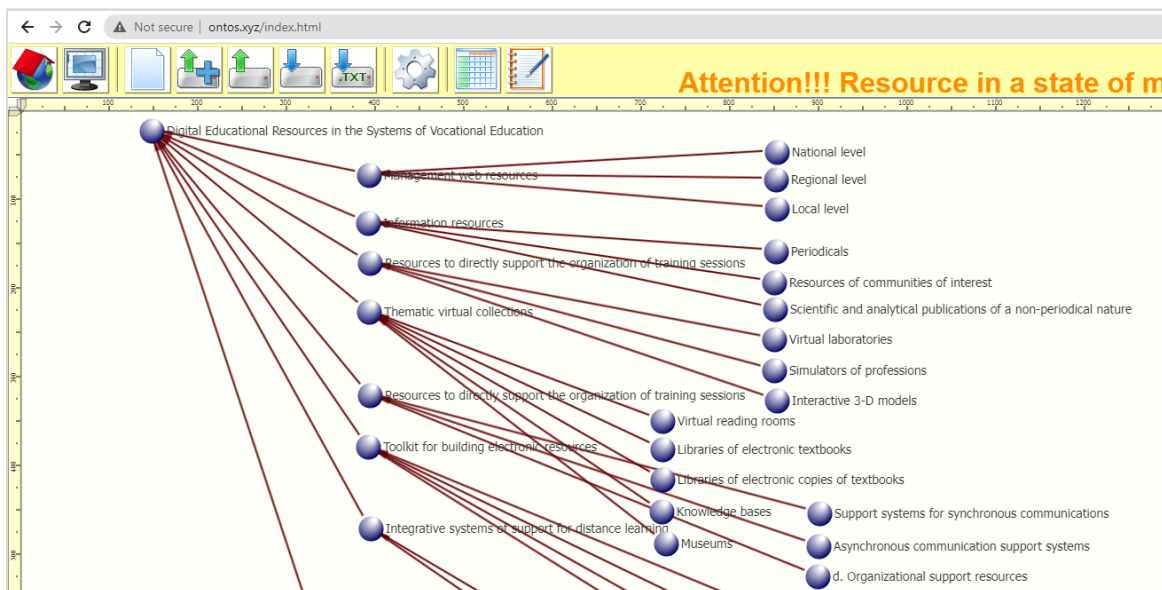 Not secure | ontos.xyz/index.html
.TXT
Attention!!! Resource in a state of m
100 200 300 400 500 600 700 800 900 1000 1100 1200
Digital Educational Resources in the Systems of Vocational Education
National level
Management web resources
Regional level
Local level
100
Information resources
Periodicals
Resources to directly support the organization of training sessions
Resources of communities of interest
200
Thematic virtual collections
Scientific and analytical publications of a non-periodical nature
Virtual laboratories
Simulators of professions
300
Resources to directly support the organization of training sessions
Interactive 3-D models
Virtual reading rooms
Toolkit for building electronic resources
Libraries of electronic textbooks
400
Libraries of electronic copies of textbooks
Knowledge bases
Support systems for synchronous communications
Integrative systems of support for distance learning
Museums
Asynchronous communication support systems
500
d. Organizational support resources